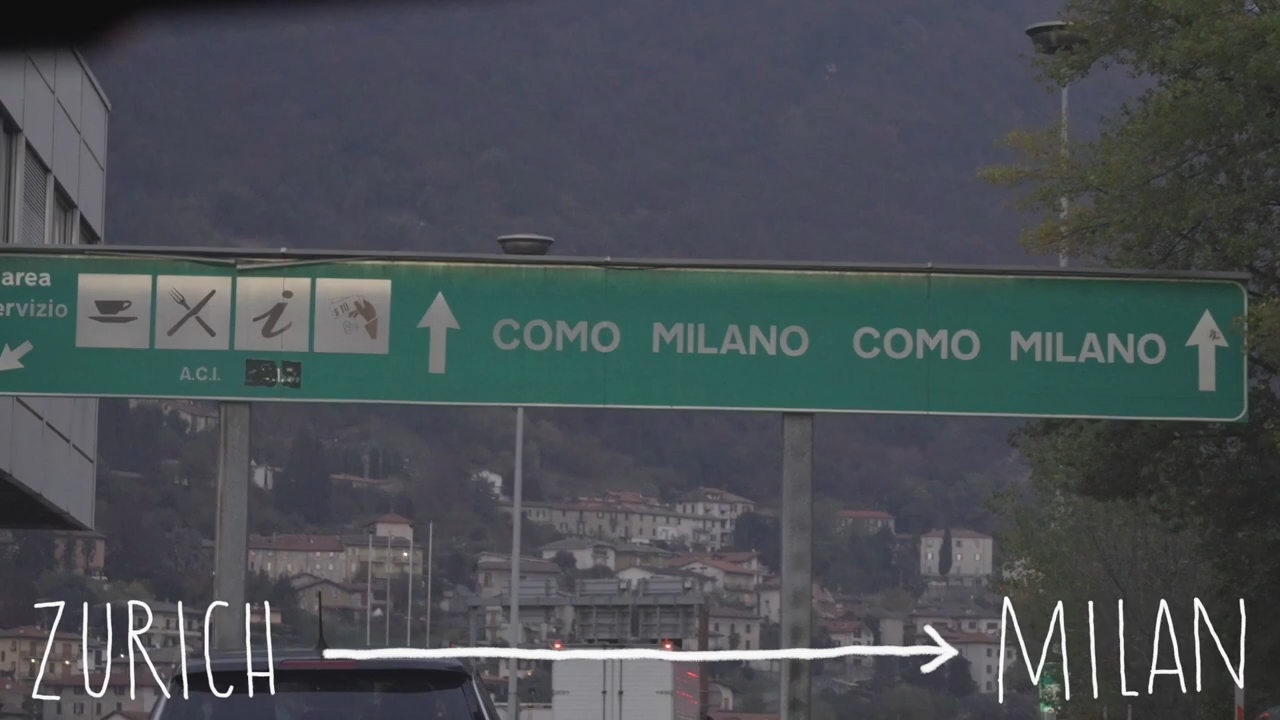 area
ervizio
A.C.I.
COMO MILANO COMO MILANO
ZURICH MILAN